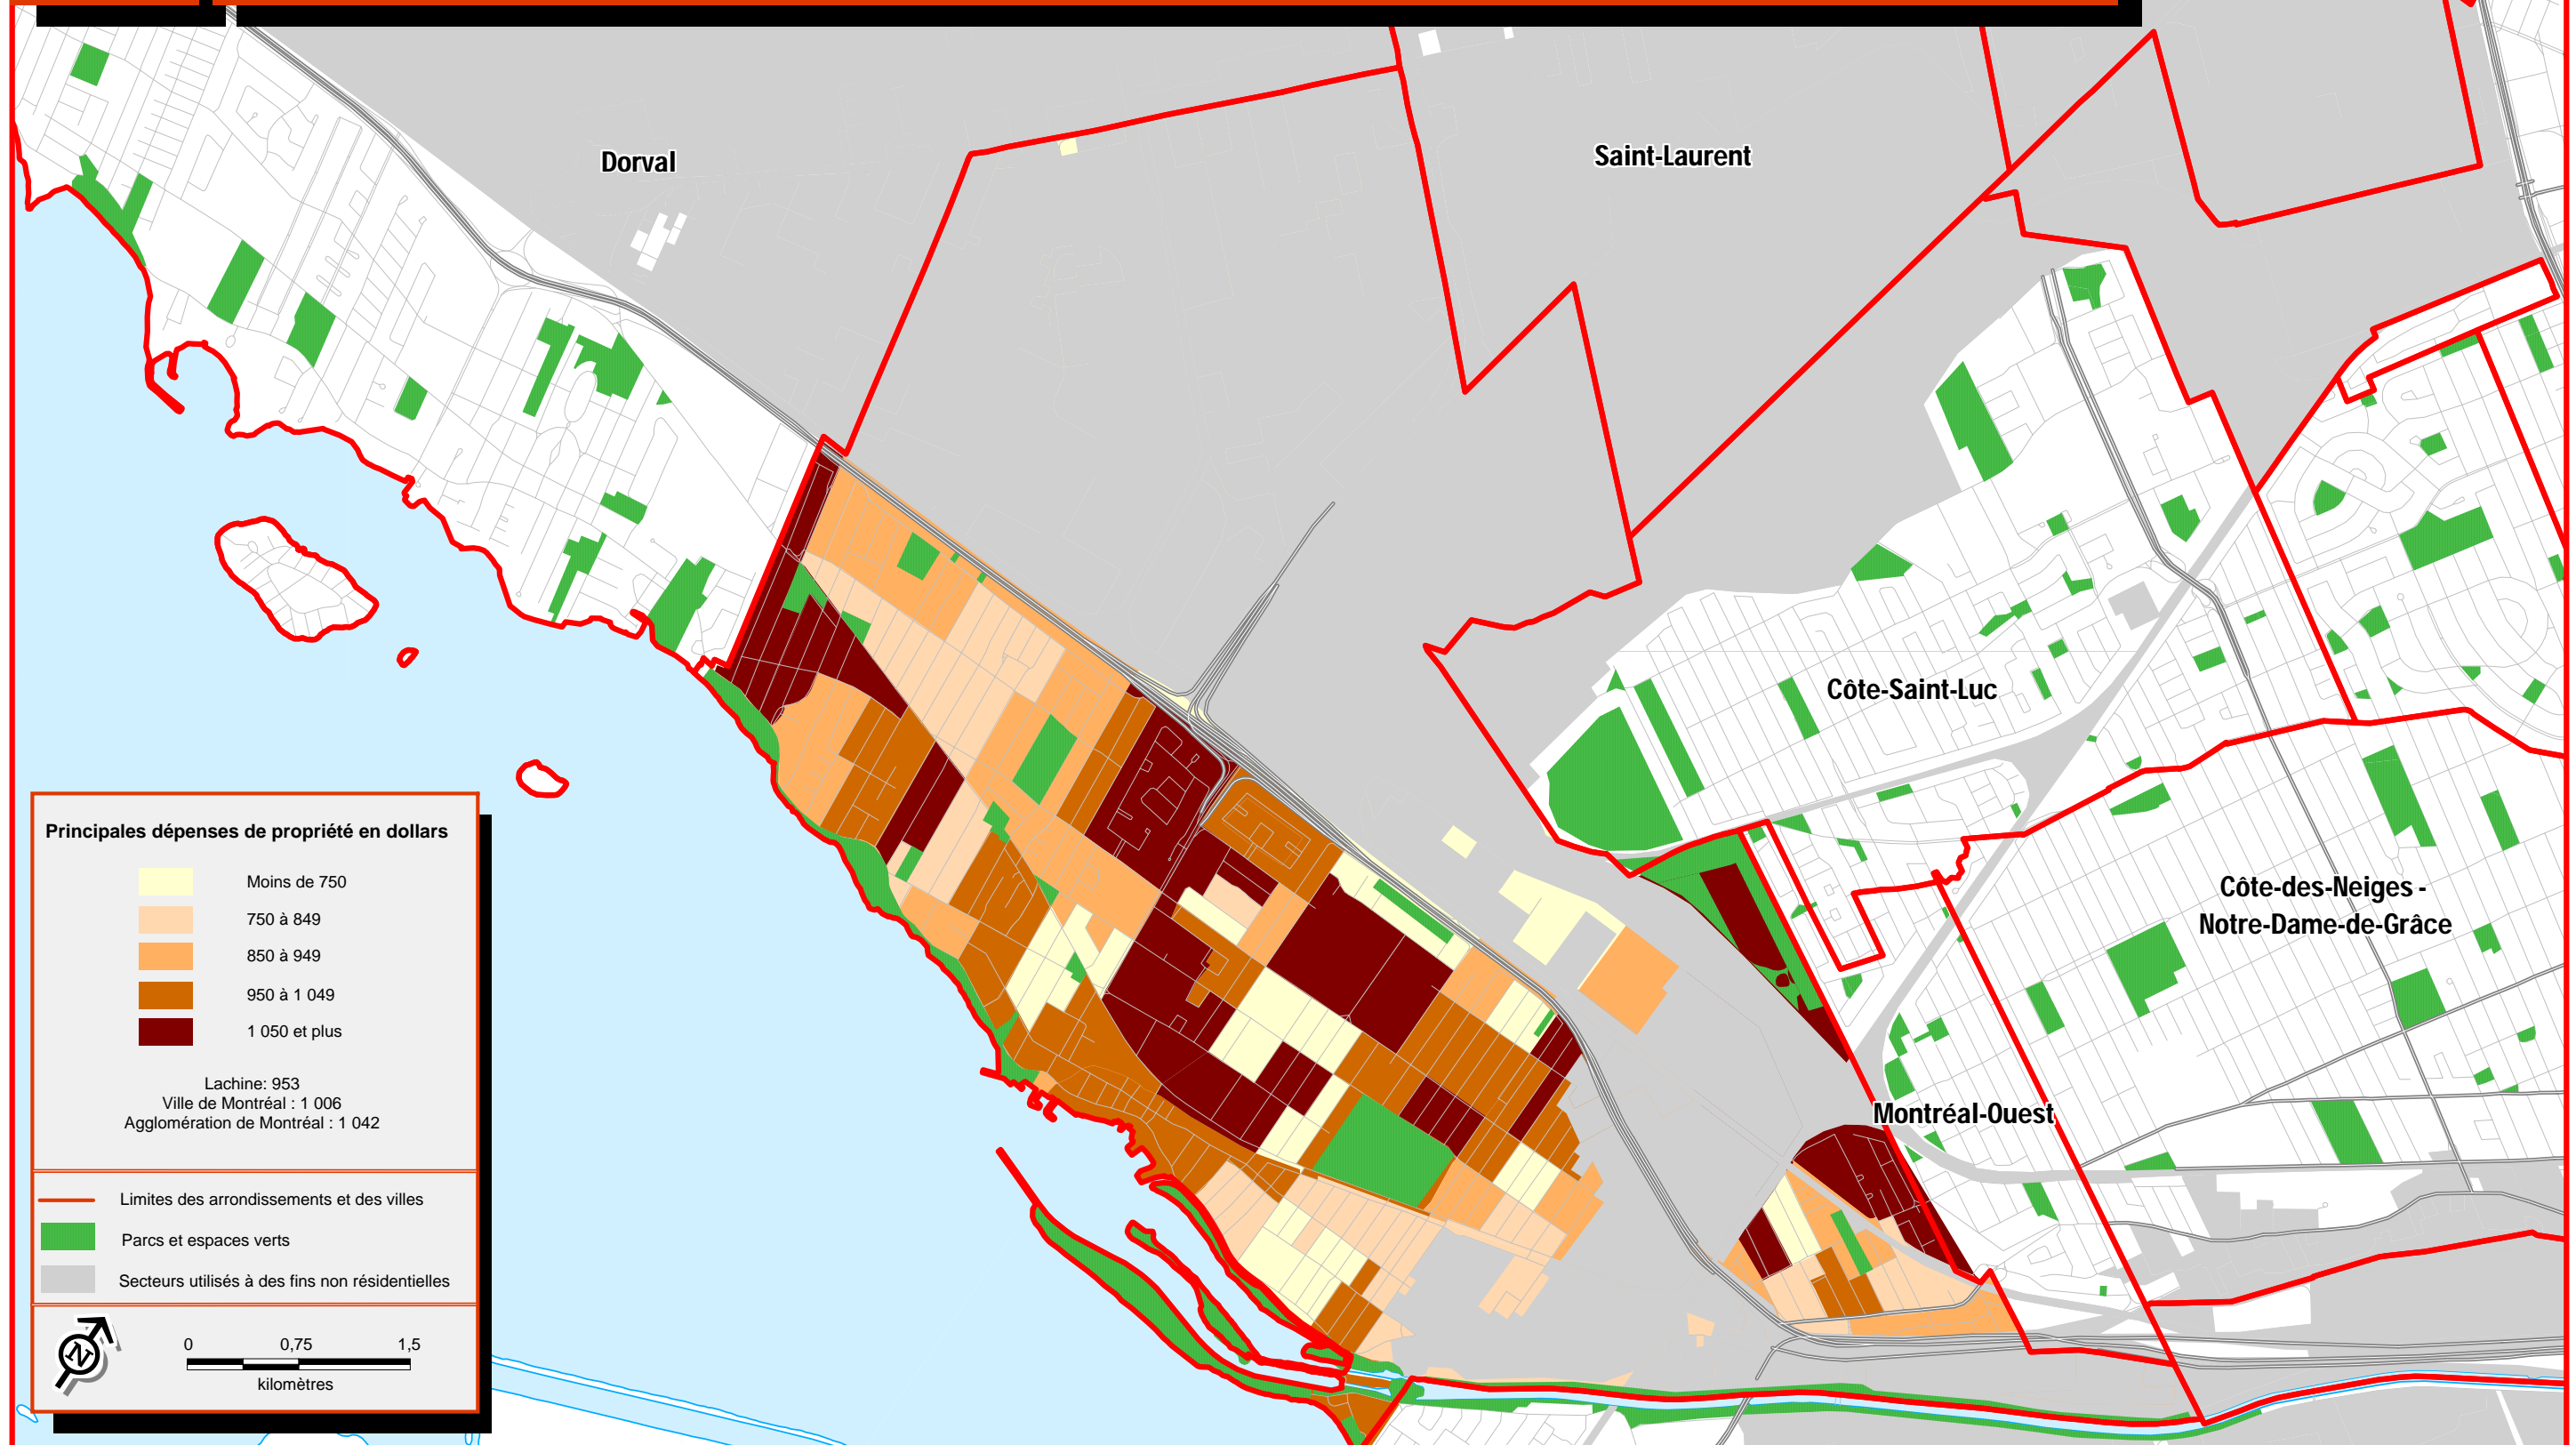 Dorval
Saint-Laurent
Côte-Saint-Luc
Côte-des-Neiges -
Notre-Dame-de-Grâce
Montréal-Ouest
Principales dépenses de propriété en dollars
Moins de 750
750 à 849
850 à 949
950 à 1 049
1 050 et plus
Lachine: 953
Ville de Montréal : 1 006
Agglomération de Montréal : 1 042
Limites des arrondissements et des villes
Parcs et espaces verts
Secteurs utilisés à des fins non résidentielles
N
0 0,75 1,5
kilomètres